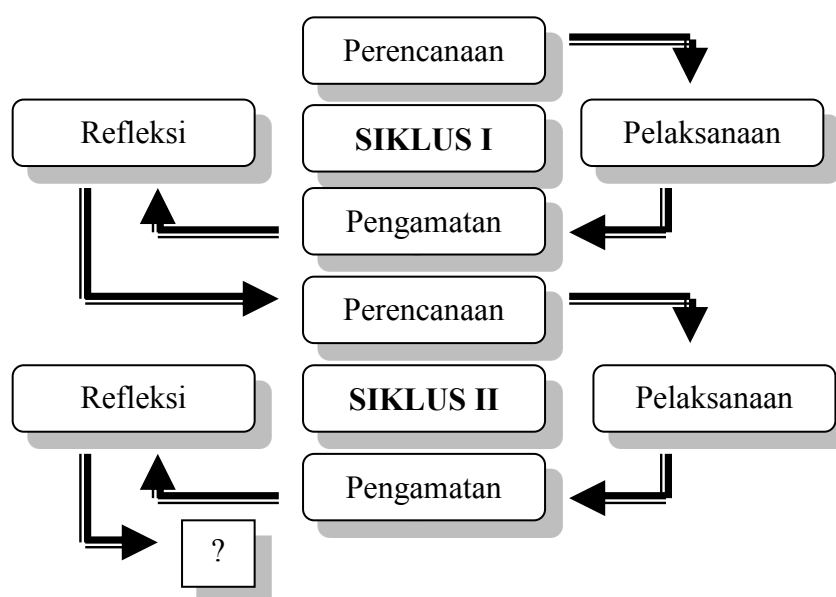 Perencanaan
Refleksi
SIKLUS I
Pelaksanaan
Pengamatan
Perencanaan
Refleksi
SIKLUS II
Pelaksanaan
Pengamatan
?